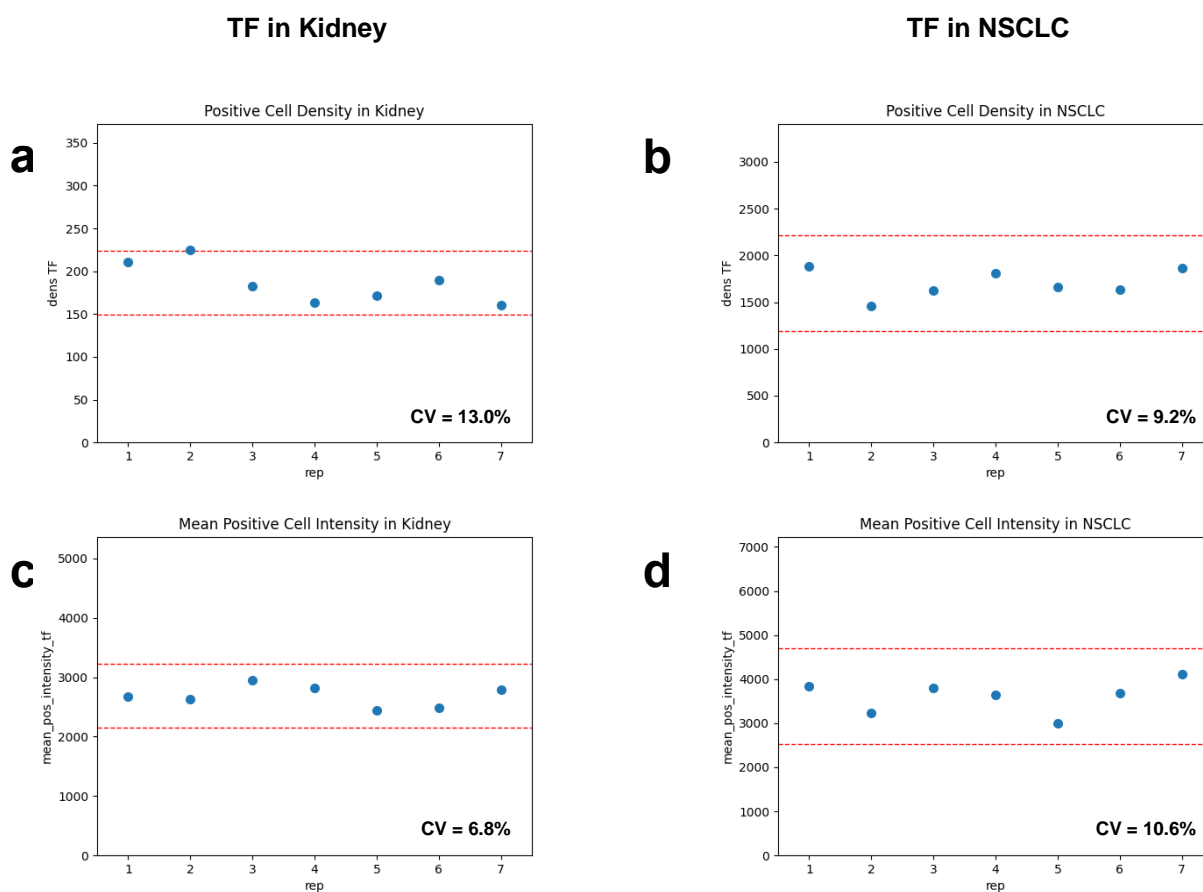 TF in Kidney
TF in NSCLC
a
Positive Cell Density in Kidney
350
300
250
200
150
100
50
0
dens TF
CV = 13.0%
1 2 3 4 5 6 7
rep
b
Positive Cell Density in NSCLC
3000
2500
2000
1500
1000
500
0
dens TF
CV = 9.2%
1 2 3 4 5 6 7
rep
c
Mean Positive Cell Intensity in Kidney
5000
4000
3000
2000
1000
0
mean_pos_intensity_tf
CV = 6.8%
1 2 3 4 5 6 7
rep
d
Mean Positive Cell Intensity in NSCLC
7000
6000
5000
4000
3000
2000
1000
0
mean_pos_intensity_tf
CV = 10.6%
1 2 3 4 5 6 7
rep